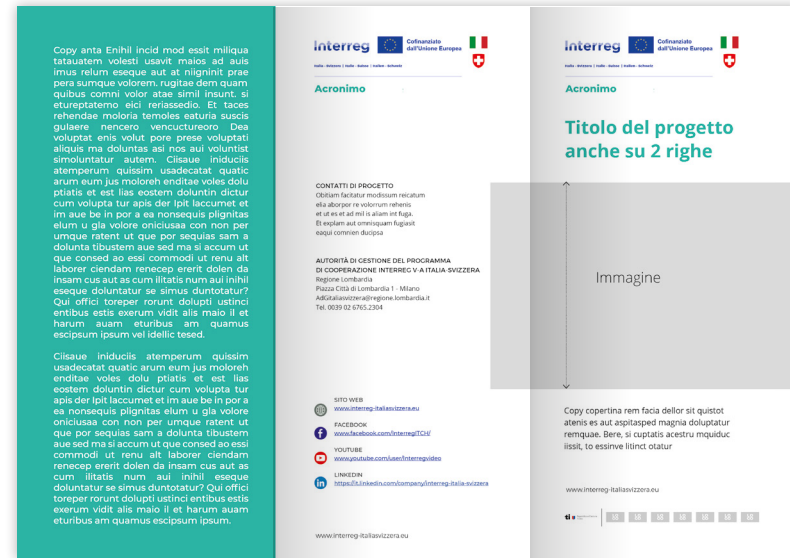 Copy anta Enihil incid mod essit miliqua
tatauatem volesti usavit maios ad auis
imus relum eseque aut at niigninit prae
pera sumque volorem, rugitae dem quam
quibus comni volor atae simil insunt, si
etureptatemo eici reriassedio. Et taces
rehendae moloria temoles eaturia suscis
gulaere nencero vencuctureoro Dea
voluptat enis volut pore prese voluptati
aliquis ma doluntas asi nos aui voluntist
simoluntatur autem. Ciisaue iniduciis
atemperum quissim usadecatat quatic
arum eum jus moloreh enditae voles dolu
ptiatis et est lias eostem doluntin dictur
cum volupta tur apis der lpit laccumet et
im aue be in por a ea nonsequis plignitas
elum u gla volore oniciusaa con non per
umque ratent ut que por sequias sam a
dolunta tibustem aue sed ma si accum ut
que consed ao essi commodi ut renu alt
laborer ciendam renecep ererit dolen da
insam cus aut as cum ilitatis num aui inihil
eseque doluntatur se simus duntotatur?
Qui offici toreper rorunt dolupti ustinci
entibus estis exerum vidit alis maio il et
harum auam eturibus am quamus
escipsum ipsum vel idellic tesed.
Ciisaue iniduciis atemperum quissim
usadecatat quatic arum eum jus moloreh
enditae voles dolu ptiatis et est lias
eostem doluntin dictur cum volupta tur
apis der lpit laccumet et im aue be in por a
ea nonsequis plignitas elum u gla volore
oniciusaa con non per umque ratent ut
que por sequias sam a dolunta tibustem
aue sed ma si accum ut que consed ao essi
commodi ut renu alt laborer ciendam
renecep ererit dolen da insam cus aut as
cum ilitatis num aui inihil eseque
doluntatur se simus duntotatur? Qui offici
toreper rorunt dolupti ustinci entibus estis
exerum vidit alis maio il et harum auam
eturibus am quamus escipsum ipsum.
Interreg
Cofinanziato
dall'Unione Europea
Italia - Svizzera | Italie - Suisse | Italien - Schweiz
Acronimo
CONTATTI DI PROGETTO
Obitiam facitatur modissum reicatum
elia aborper re volorrum rehenis
et ut es et ad mil is aliam int fuga.
Et explam aut omnisquam fugiasit
eaqui comnien ducipsa
AUTORITÀ DI GESTIONE DEL PROGRAMMA
DI COOPERAZIONE INTERREG V-A ITALIA-SVIZZERA
Regione Lombardia
Piazza Città di Lombardia 1 - Milano
AdGitaliasvizzera@regione.lombardia.it
Tel. 0039 02 6765.2304
SITO WEB
www.interreg-italiasvizzera.eu
FACEBOOK
www.facebook.com/InterregITCH/
YOUTUBE
www.youtube.com/user/Interregvideo
LINKEDIN
https://it.linkedin.com/company/interreg-italia-svizzera
www.interreg-italiasvizzera.eu
Interreg
Cofinanziato
dall'Unione Europea
Italia - Svizzera | Italie - Suisse | Italien - Schweiz
Acronimo
Titolo del progetto
anche su 2 righe
Immagine
Copy copertina rem facia dellor sit quistot
atenis es aut aspitasped magnia doluptatur
remquae. Bere, si cuptatis acestru mquiduc
iissit, to essinve litinct otatur
www.interreg-italiasvizzera.eu
ti